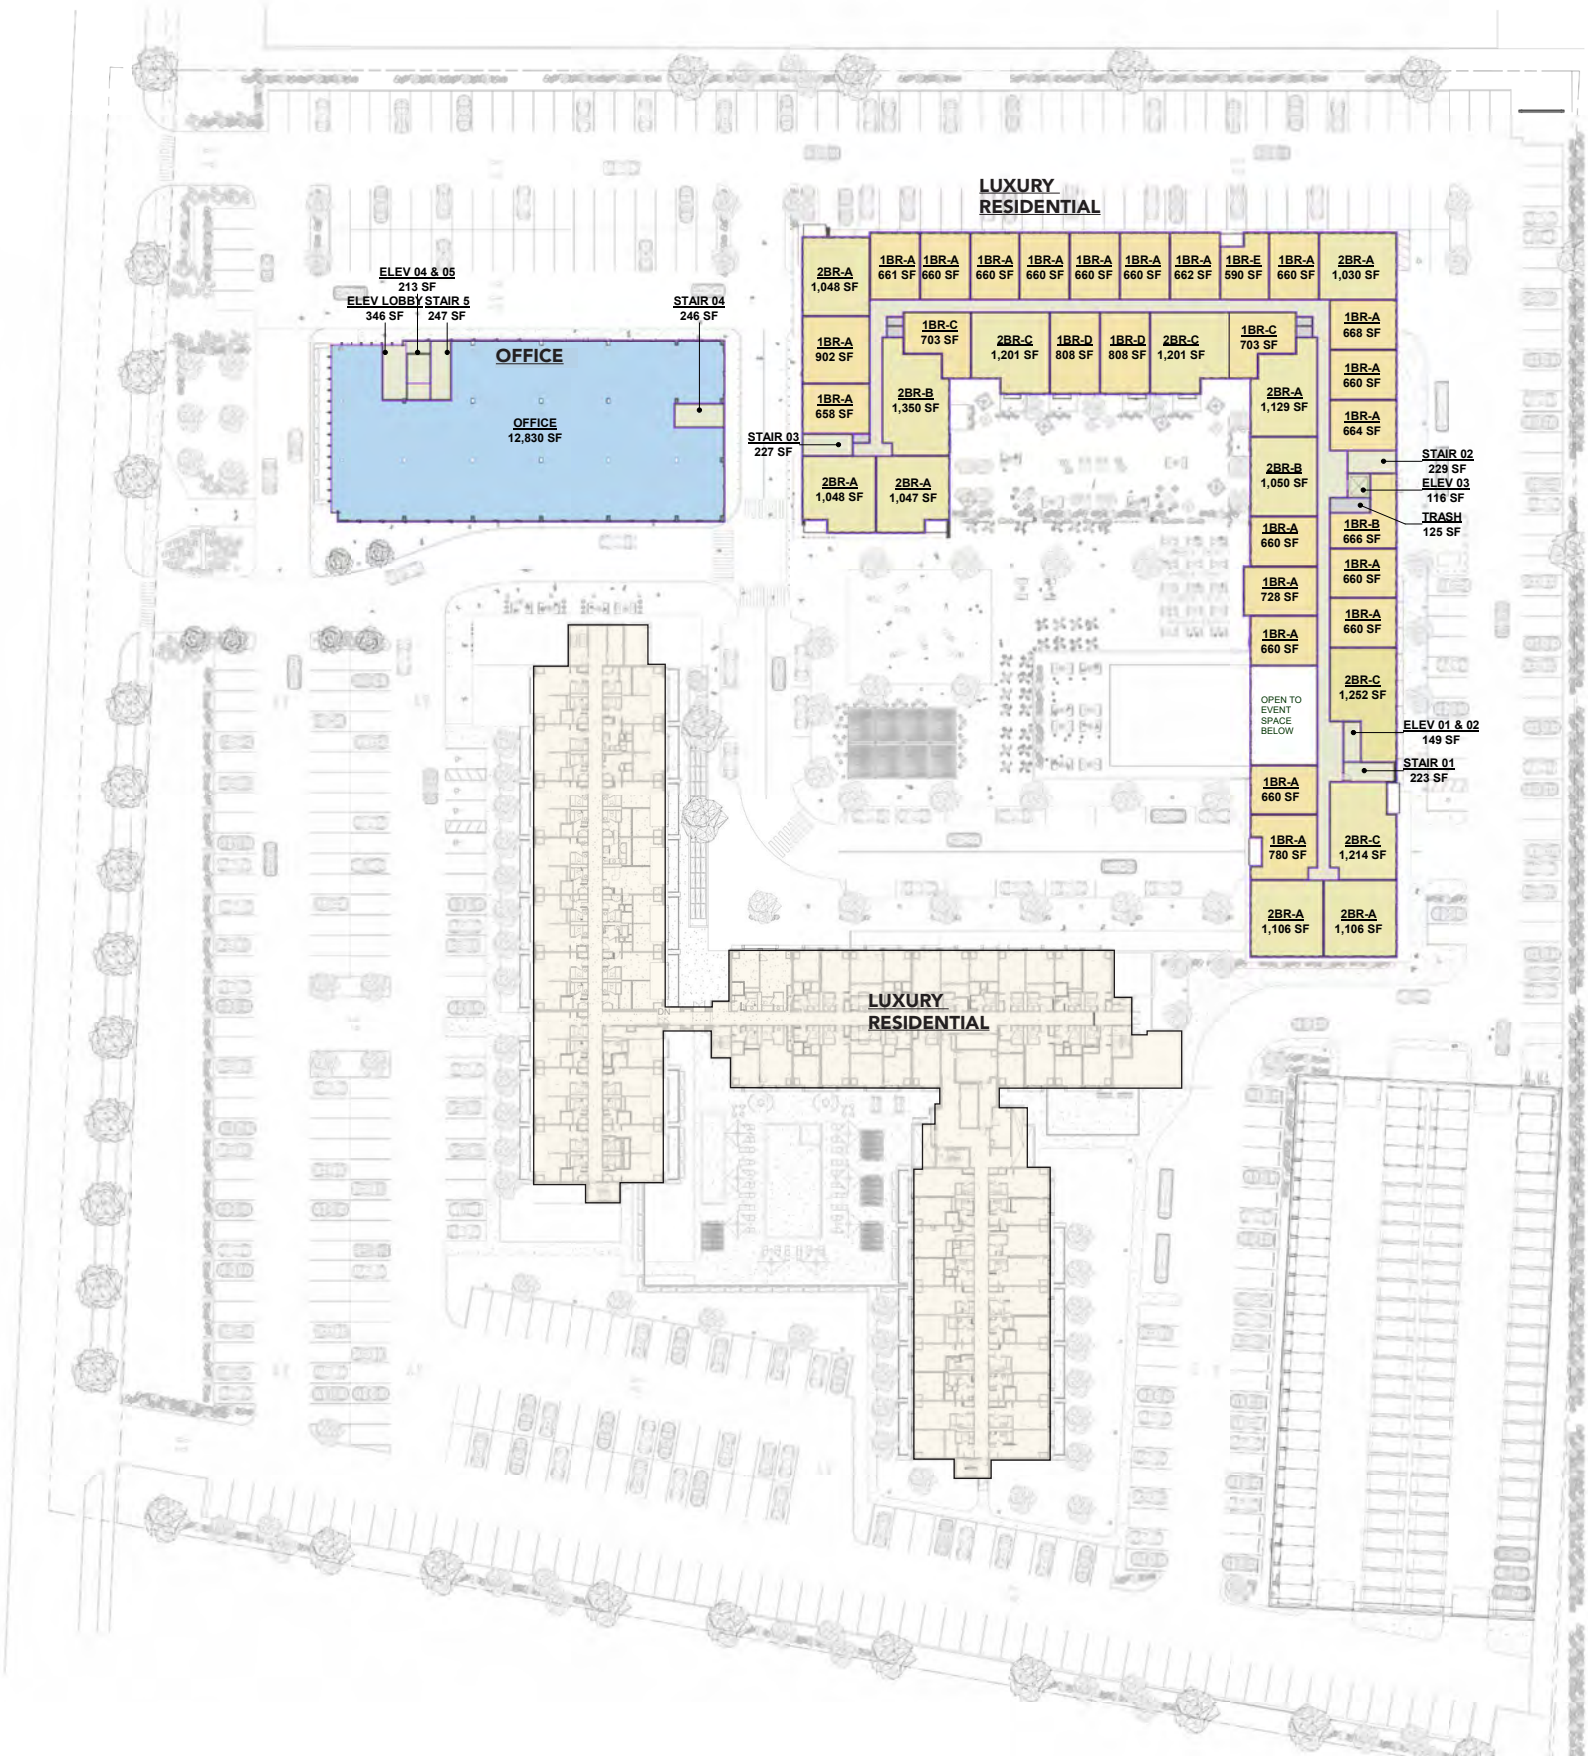 LUXURY
RESIDENTIAL
ELEV 04 & 05
213 SF
ELEV LOBBY
346 SF
STAIR 5
247 SF
STAIR 04
246 SF
OFFICE
OFFICE
12,830 SF
2BR-A
1,048 SF
1BR-A
661 SF
1BR-A
660 SF
1BR-A
660 SF
1BR-A
660 SF
1BR-A
660 SF
1BR-A
660 SF
1BR-A
662 SF
1BR-E
590 SF
1BR-A
660 SF
2BR-A
1,030 SF
1BR-A
902 SF
1BR-C
703 SF
2BR-C
1,201 SF
1BR-D
808 SF
1BR-D
808 SF
2BR-C
1,201 SF
1BR-C
703 SF
1BR-A
668 SF
1BR-A
660 SF
1BR-A
658 SF
2BR-B
1,350 SF
2BR-A
1,129 SF
1BR-A
664 SF
STAIR 03
227 SF
2BR-A
1,048 SF
2BR-A
1,047 SF
2BR-B
1,050 SF
STAIR 02
229 SF
ELEV 03
116 SF
TRASH
125 SF
1BR-A
660 SF
1BR-B
666 SF
1BR-A
728 SF
1BR-A
660 SF
1BR-A
660 SF
1BR-A
660 SF
OPEN TO
EVENT
SPACE
BELOW
2BR-C
1,252 SF
ELEV 01 & 02
149 SF
STAIR 01
223 SF
1BR-A
660 SF
1BR-A
780 SF
2BR-C
1,214 SF
2BR-A
1,106 SF
2BR-A
1,106 SF
LUXURY
RESIDENTIAL
DN